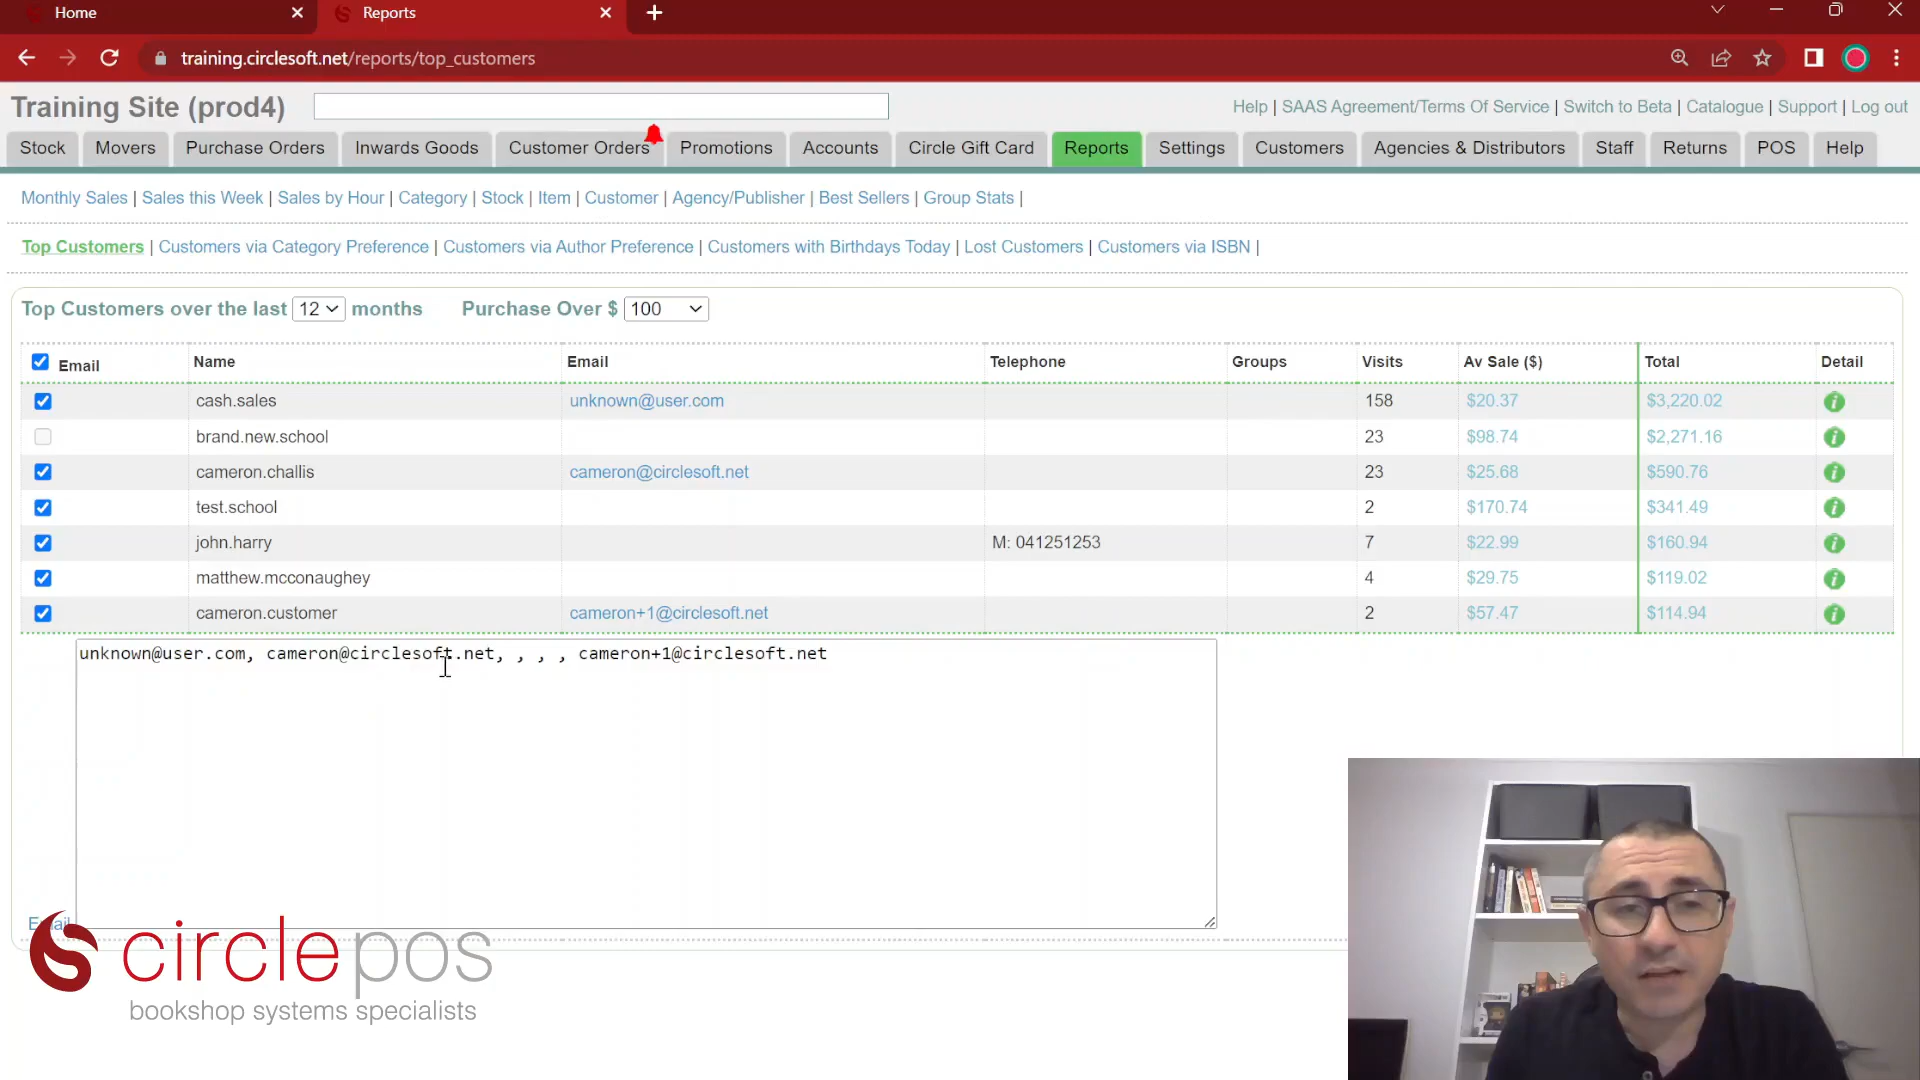 Home
Reports
training.circlesoft.net/reports/top_customers
Training Site (prod4)
Help | SAAS Agreement/Terms Of Service | Switch to Beta | Catalogue | Support | Log out
Stock Movers Purchase Orders Inwards Goods Customer Orders Promotions Accounts Circle Gift Card Reports Settings Customers Agencies & Distributors Staff Returns POS Help
Monthly Sales | Sales this Week | Sales by Hour | Category | Stock | Item | Customer | Agency/Publisher | Best Sellers | Group Stats |
Top Customers | Customers via Category Preference | Customers via Author Preference | Customers with Birthdays Today | Lost Customers | Customers via ISBN |
Top Customers over the last 12 months Purchase Over $ 100
Email Name Email Telephone Groups Visits Av Sale ($) Total Detail
cash.sales unknown@user.com 158 $20.37 $3,220.02
brand.new.school 23 $98.74 $2,271.16
cameron.challis cameron@circlesoft.net 23 $25.68 $590.76
test.school 2 $170.74 $341.49
john.harry M: 041251253 7 $22.99 $160.94
matthew.mcconaughey 4 $29.75 $119.02
cameron.customer cameron+1@circlesoft.net 2 $57.47 $114.94
unknown@user.com, cameron@circlesoft.net, , , , cameron+1@circlesoft.net
Email
circlepos
bookshop systems specialists